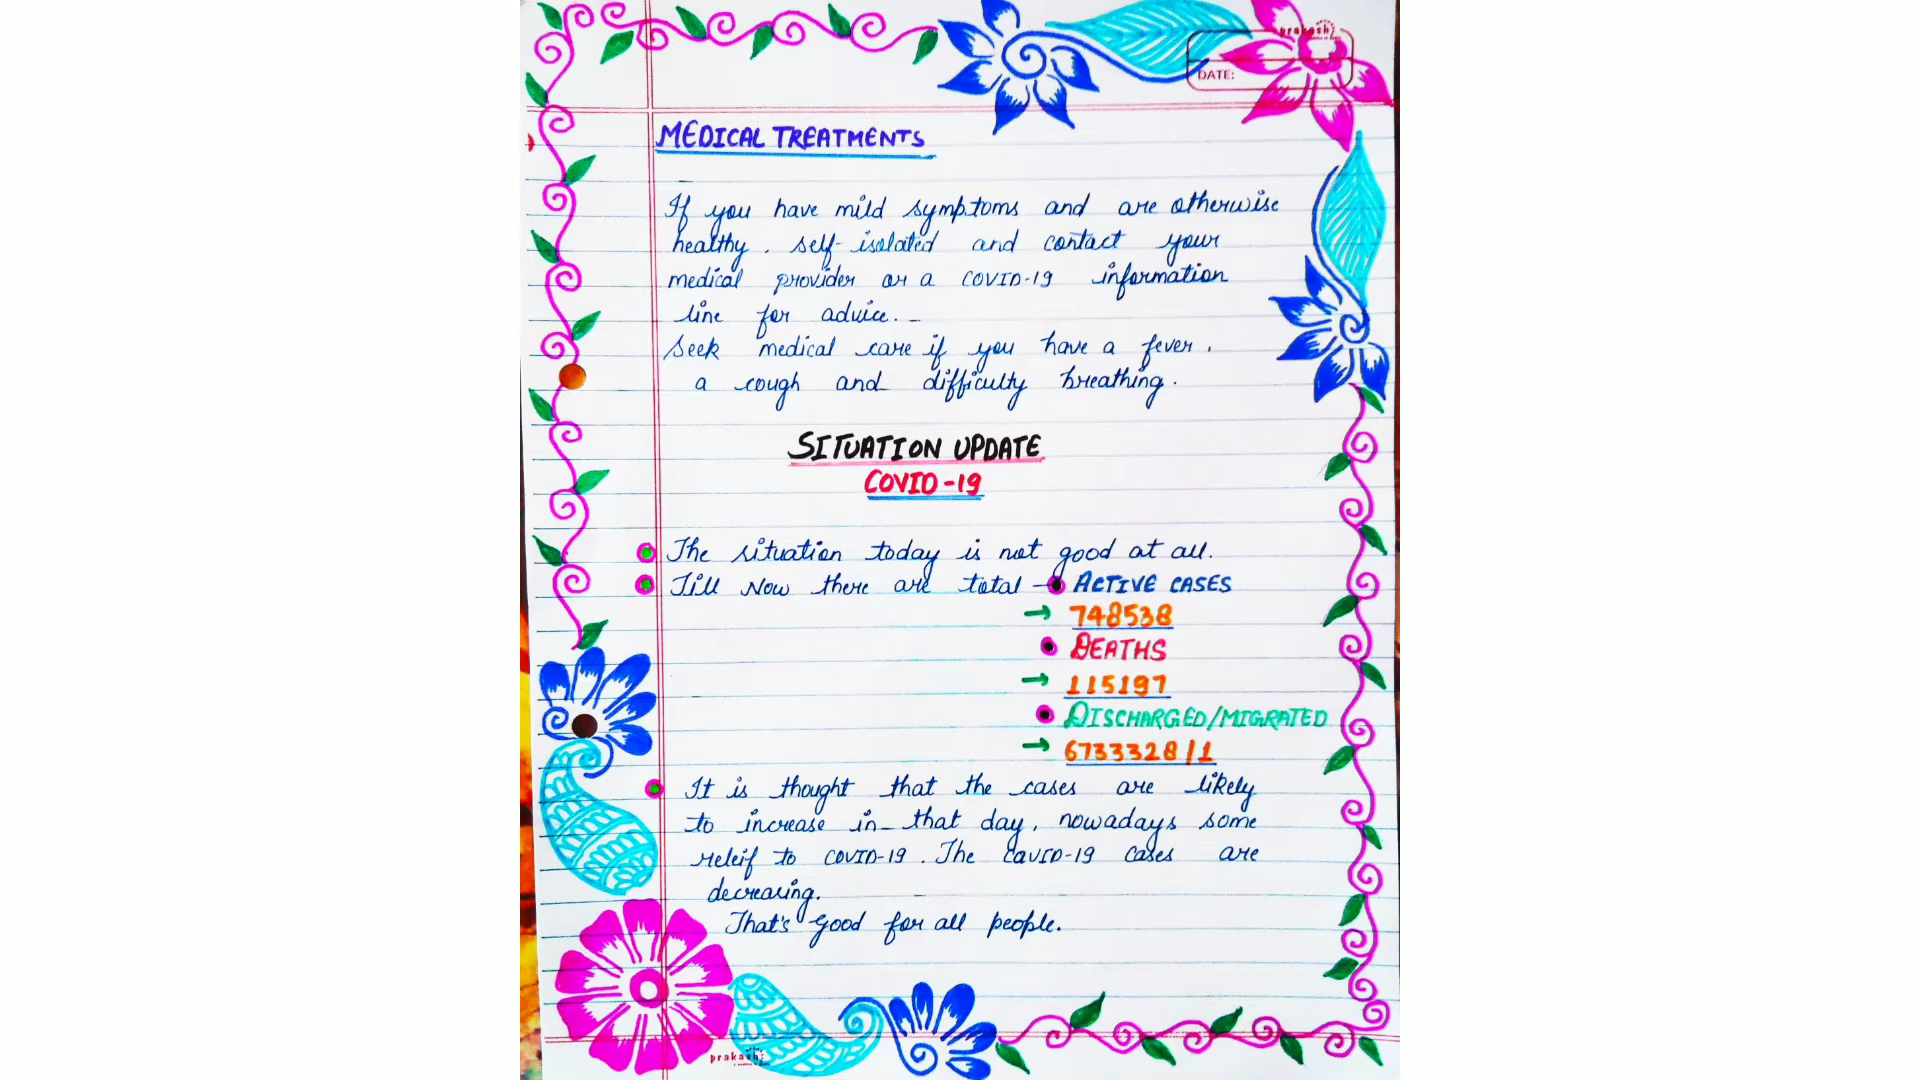 prakash
DATE:
MEDICAL TREATMENTS
If you have mild symptoms and are otherwise
healthy. self-isolated and contact your
medical provider or a COVID-19 information
line for advice.
Seek medical care if you have a fever.
a cough and difficulty breathing.
SITUATION UPDATE
COVID-19
The situation today is not good at all.
Till Now there are total - ACTIVE CASES
→ 748538
DEATHS
→ 115197
DISCHARGED/MIGRATED
→ 6733328/1
It is thought that the cases are likely
to increase in that day, nowadays some
releif to COVID-19. The COVID-19 cases are
decreasing.
That's good for all people.
prakash